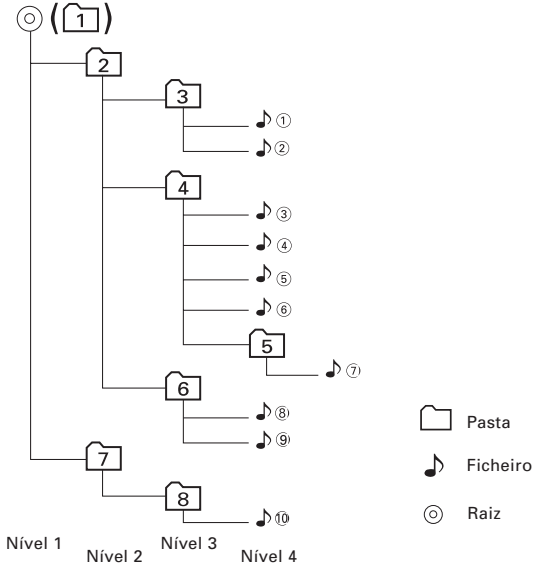 (1)
2
3
①
②
4
③
④
⑤
⑥
5
⑦
6
⑧
⑨
7
8
⑩
Pasta
Ficheiro
Raiz
Nível 1
Nível 2
Nível 3
Nível 4